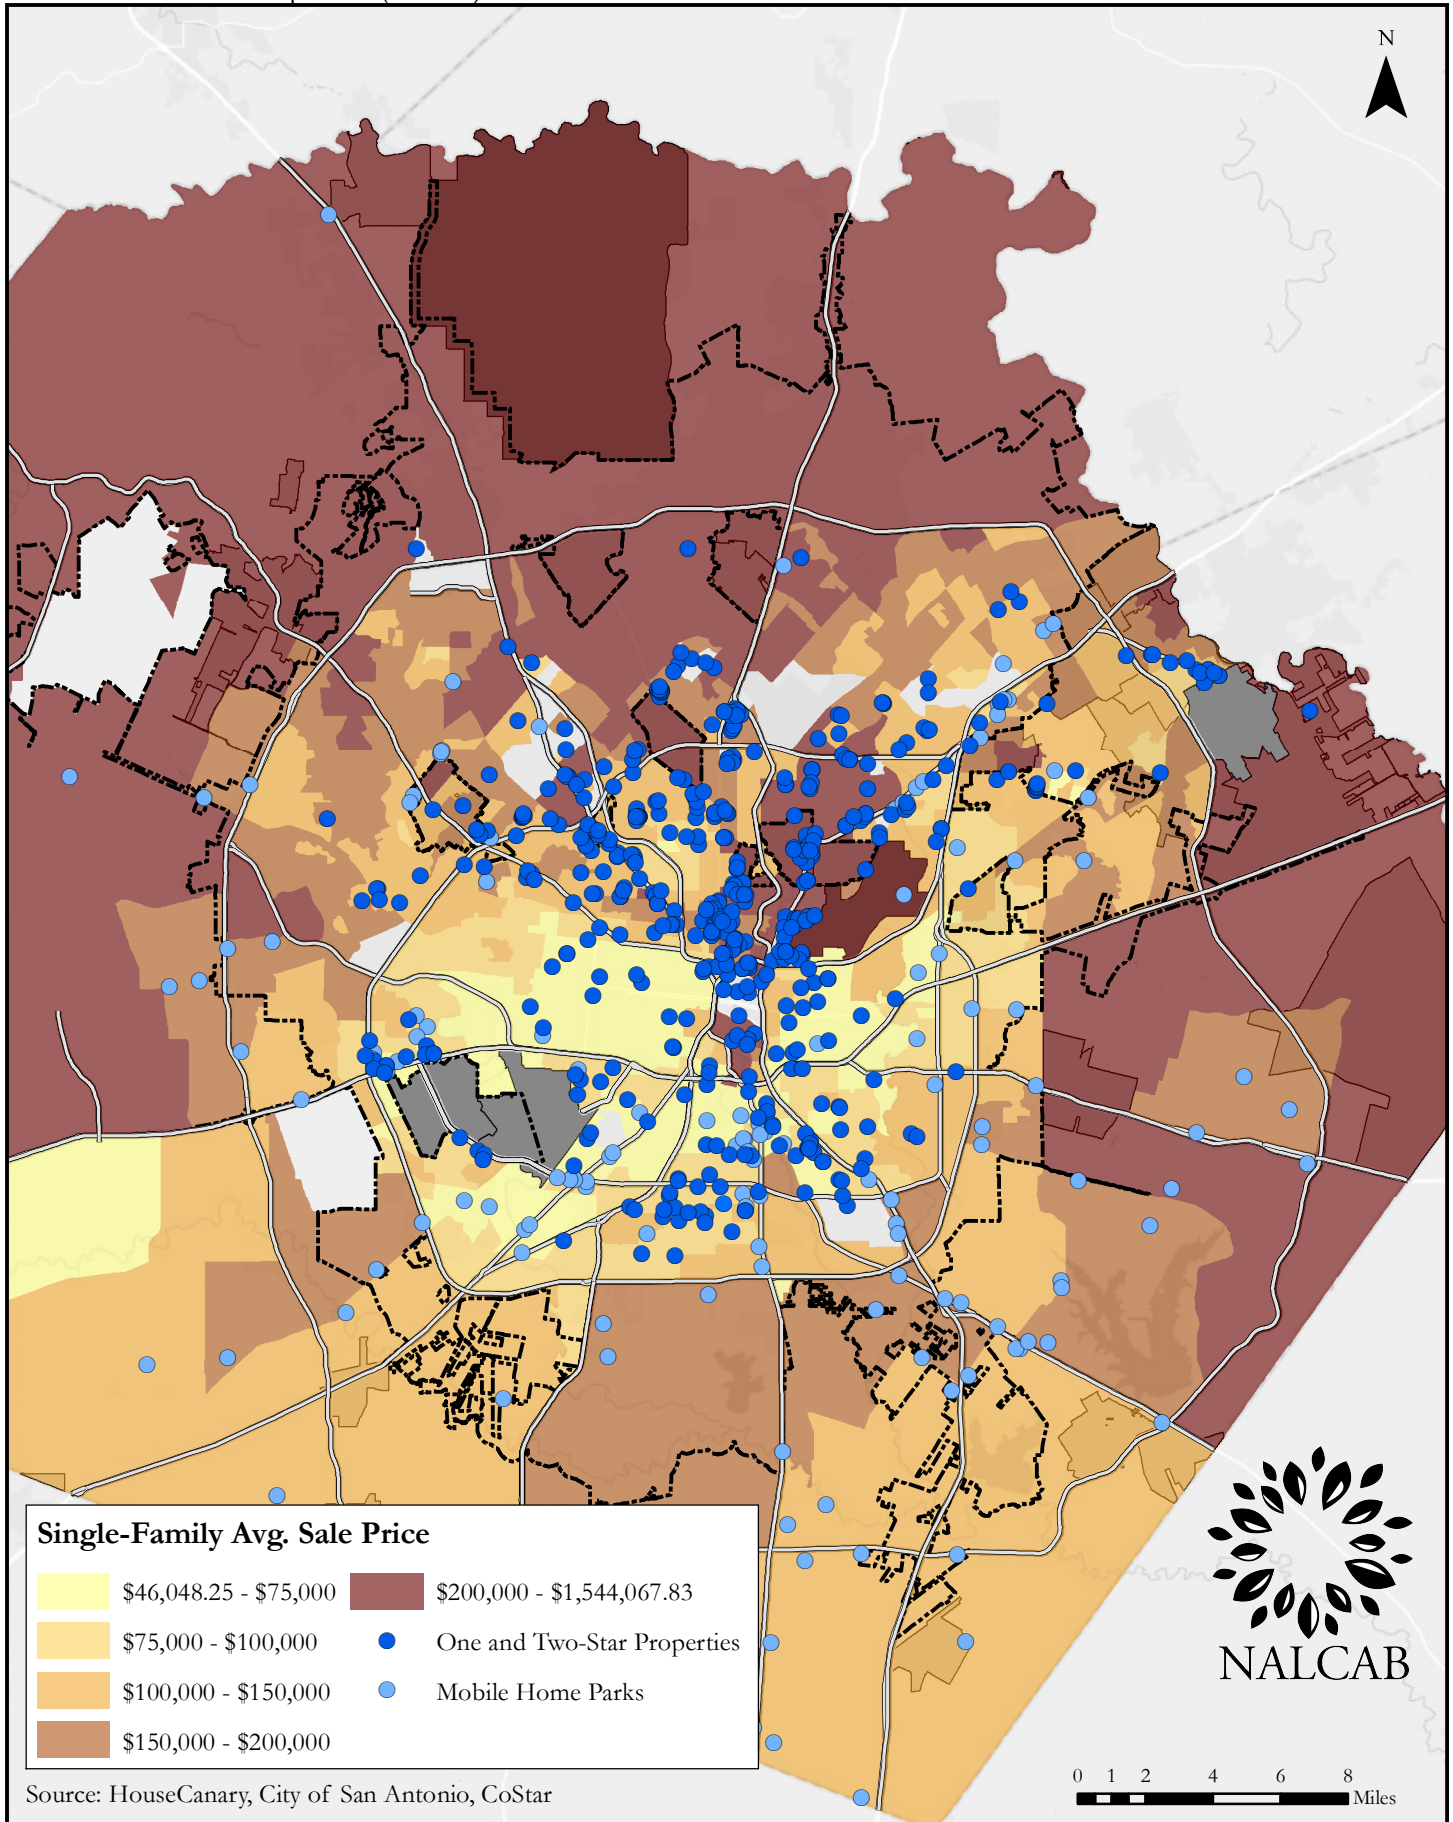 N
Single-Family Avg. Sale Price
$46,048.25 - $75,000
$200,000 - $1,544,067.83
$75,000 - $100,000
One and Two-Star Properties
$100,000 - $150,000
Mobile Home Parks
$150,000 - $200,000
Source: HouseCanary, City of San Antonio, CoStar
NALCAB
0 1 2 4 6 8
Miles